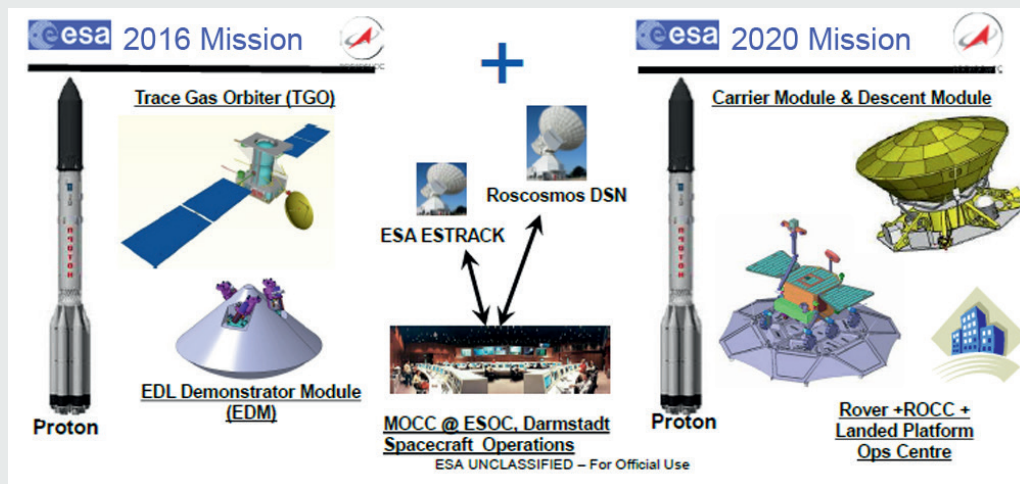 esa 2016 Mission
Trace Gas Orbiter (TGO)
EDL Demonstrator Module
(EDM)
Proton
+
Roscosmos DSN
ESA ESTRACK
MOCC @ ESOC, Darmstadt
Spacecraft Operations
ESA UNCLASSIFIED – For Official Use
esa 2020 Mission
Carrier Module & Descent Module
Proton
Rover +ROCC +
Landed Platform
Ops Centre